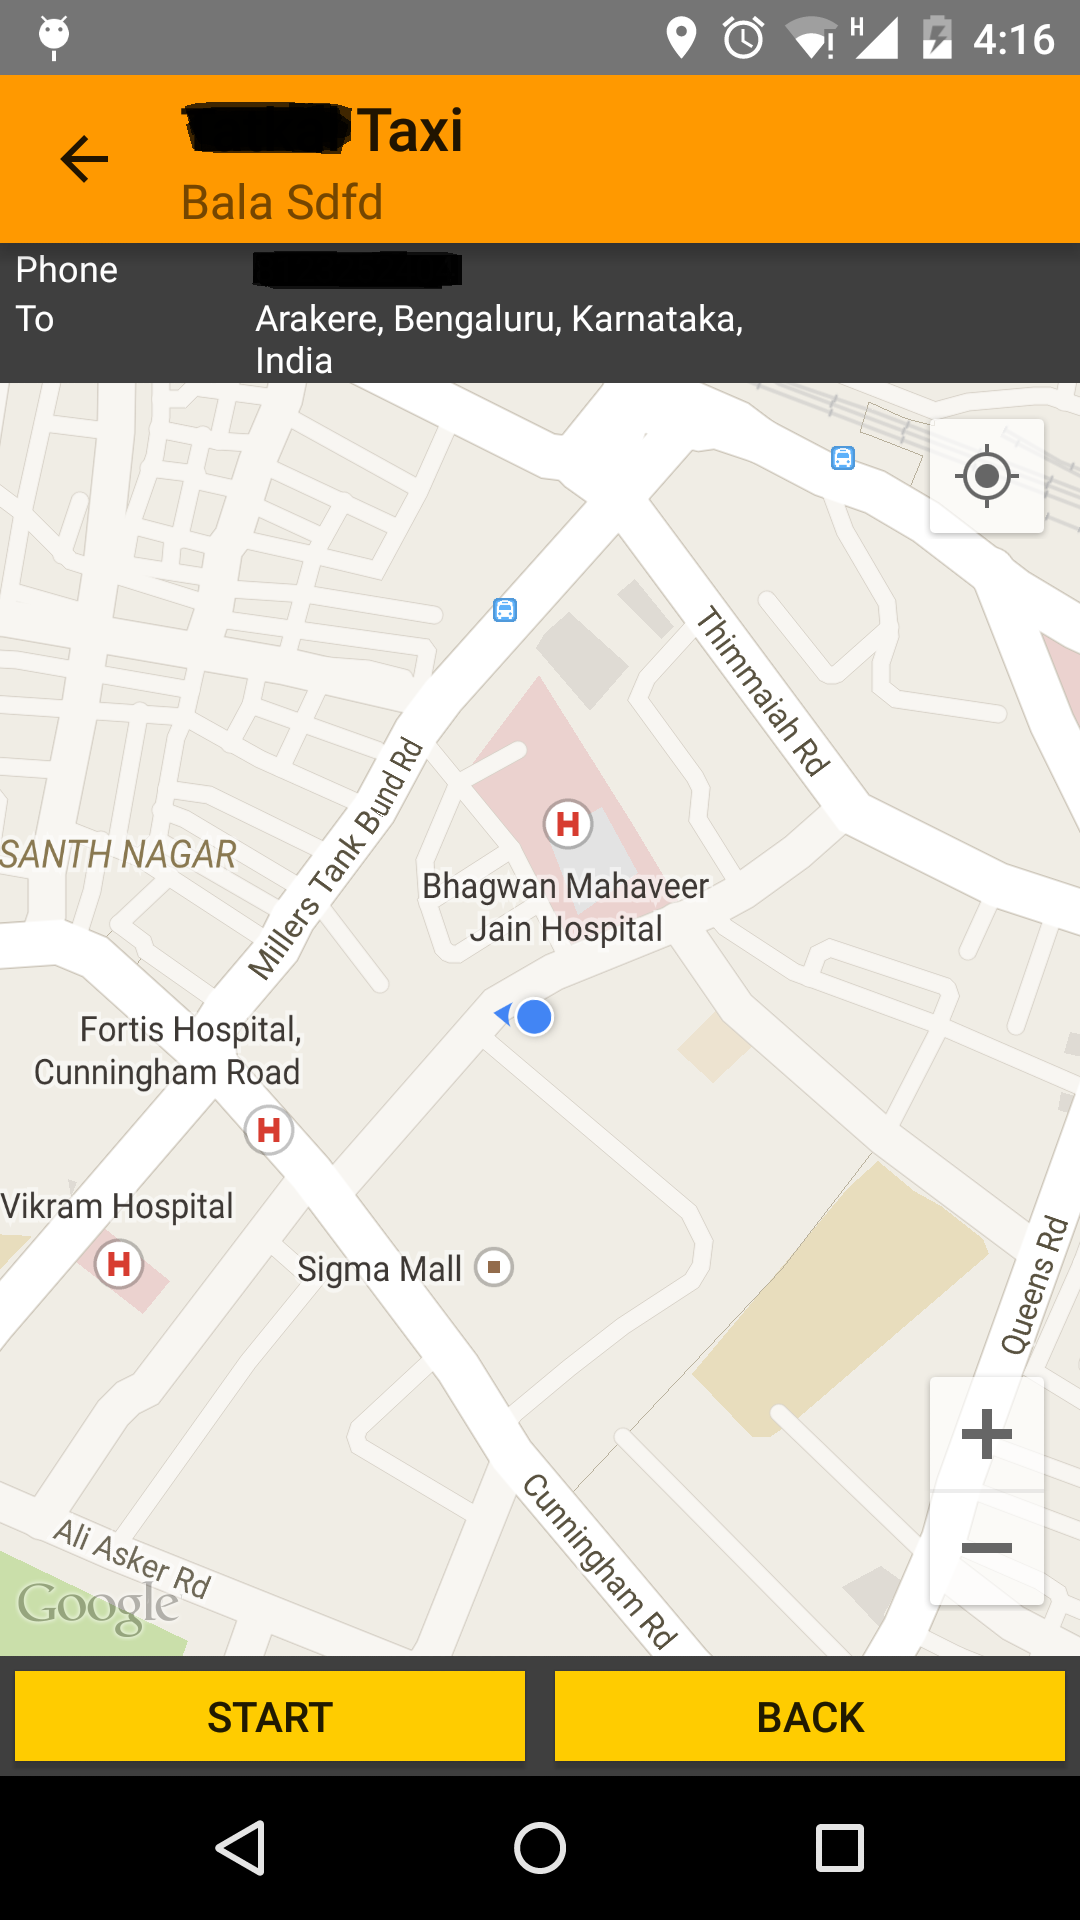 H 4:16
Taxi
Bala Sdfd
Phone
To Arakere, Bengaluru, Karnataka,
India
Thimmaiah Rd
Millers Tank Bund Rd
SANTH NAGAR
H
Bhagwan Mahaveer
Jain Hospital
Fortis Hospital,
Cunningham Road
H
Vikram Hospital
H
Sigma Mall
Queens Rd
Cunningham Rd
Ali Asker Rd
Google
START BACK